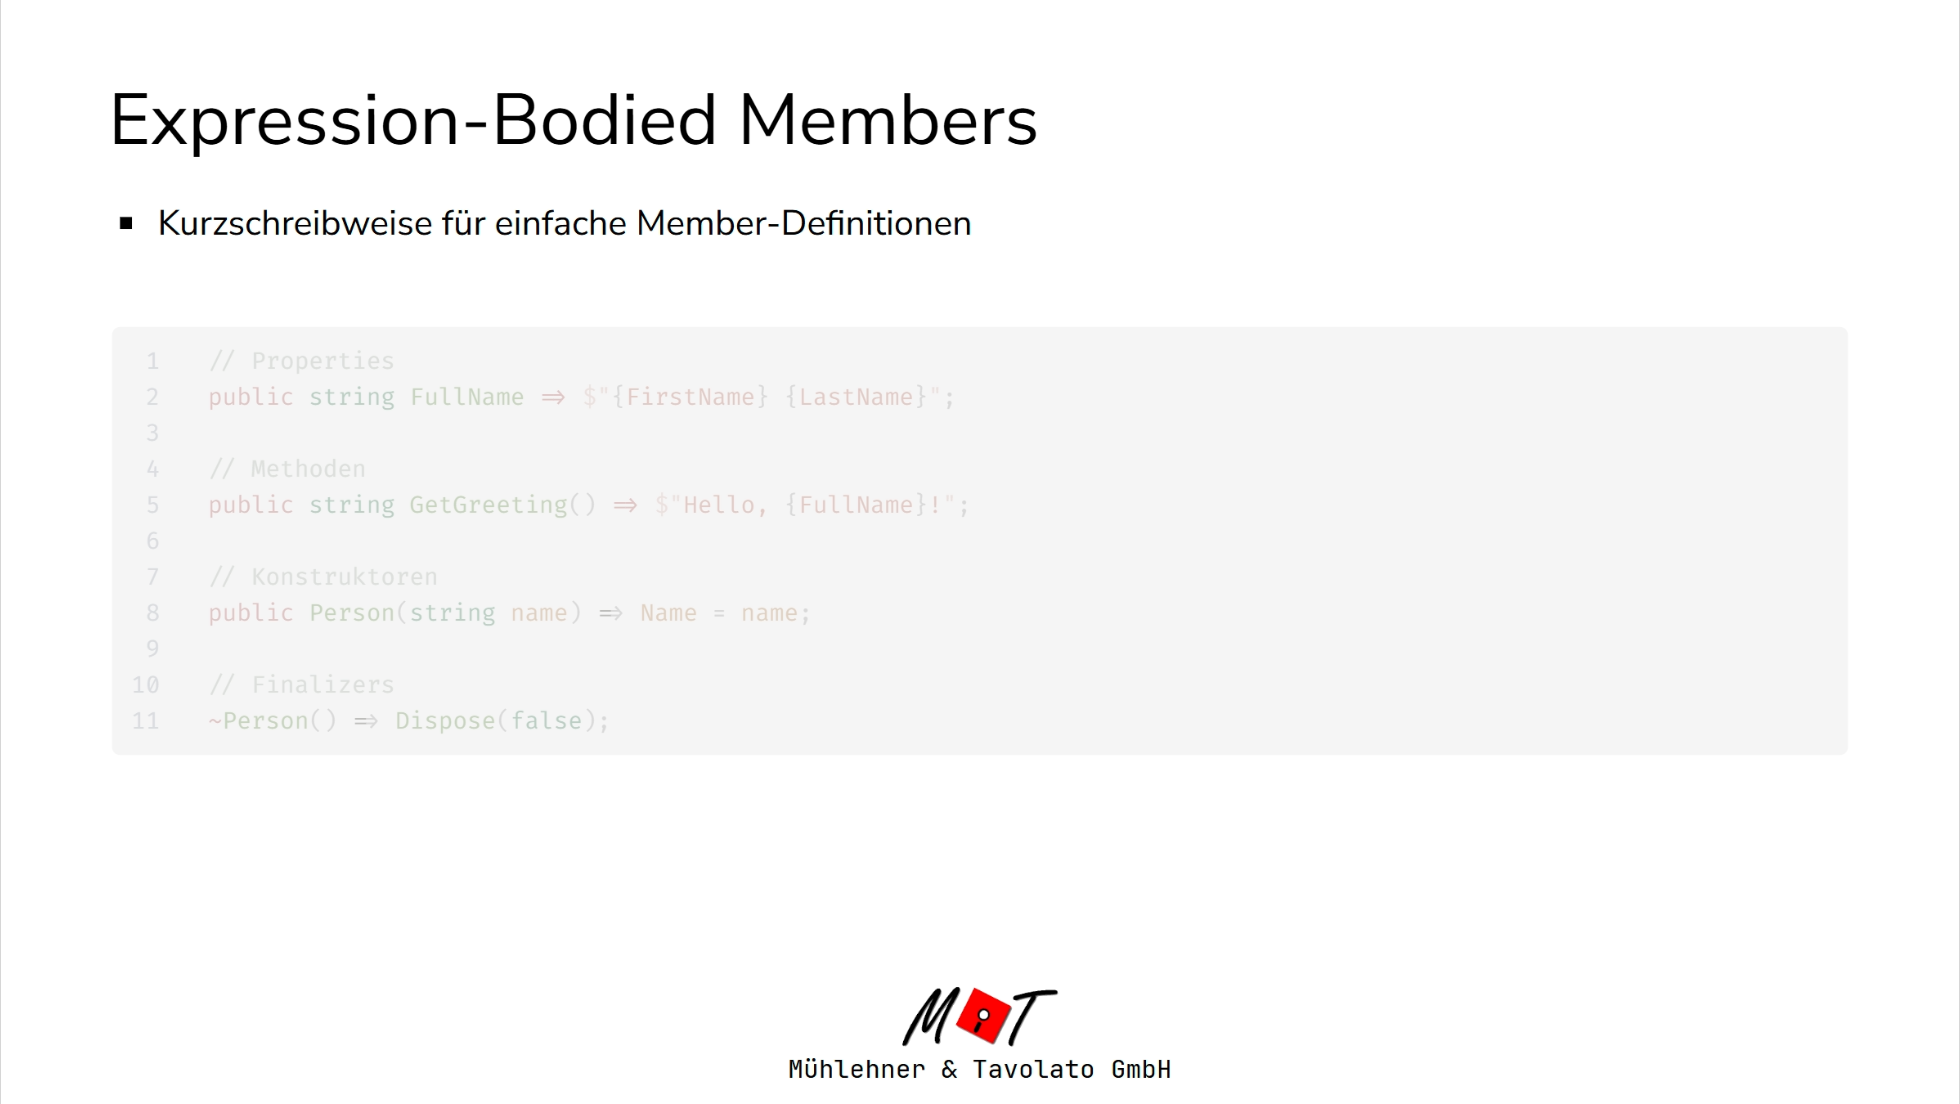 Expression-Bodied Members
▪ Kurzschreibweise für einfache Member-Definitionen
1 // Properties
2 public string FullName => $"{FirstName} {LastName}";
3
4 // Methoden
5 public string GetGreeting() => $"Hello, {FullName}!";
6
7 // Konstruktoren
8 public Person(string name) => Name = name;
9
10 // Finalizers
11 ~Person() => Dispose(false);
M T
Mühlehner & Tavolato GmbH